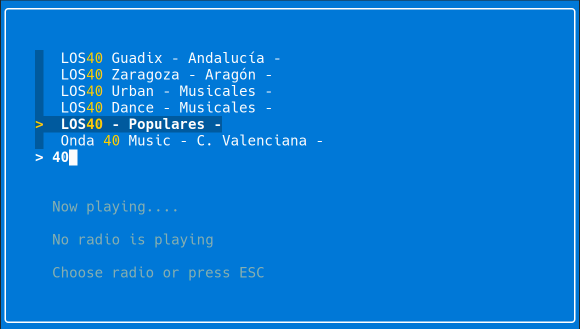 LOS40 Guadix - Andalucía -
LOS40 Zaragoza - Aragón -
LOS40 Urban - Musicales -
LOS40 Dance - Musicales -
> LOS40 - Populares -
Onda 40 Music - C. Valenciana -
> 40
Now playing....
No radio is playing
Choose radio or press ESC